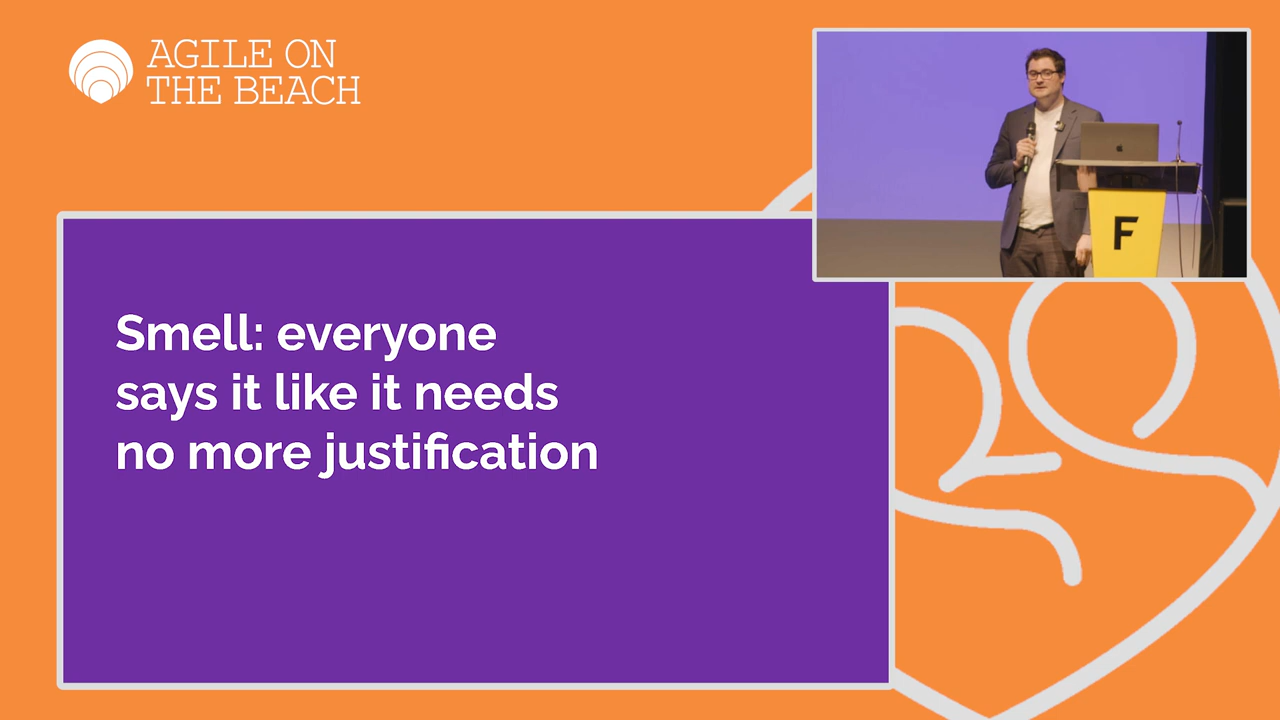 AGILE ON
THE BEACH
F
Smell: everyone
says it like it needs
no more justification